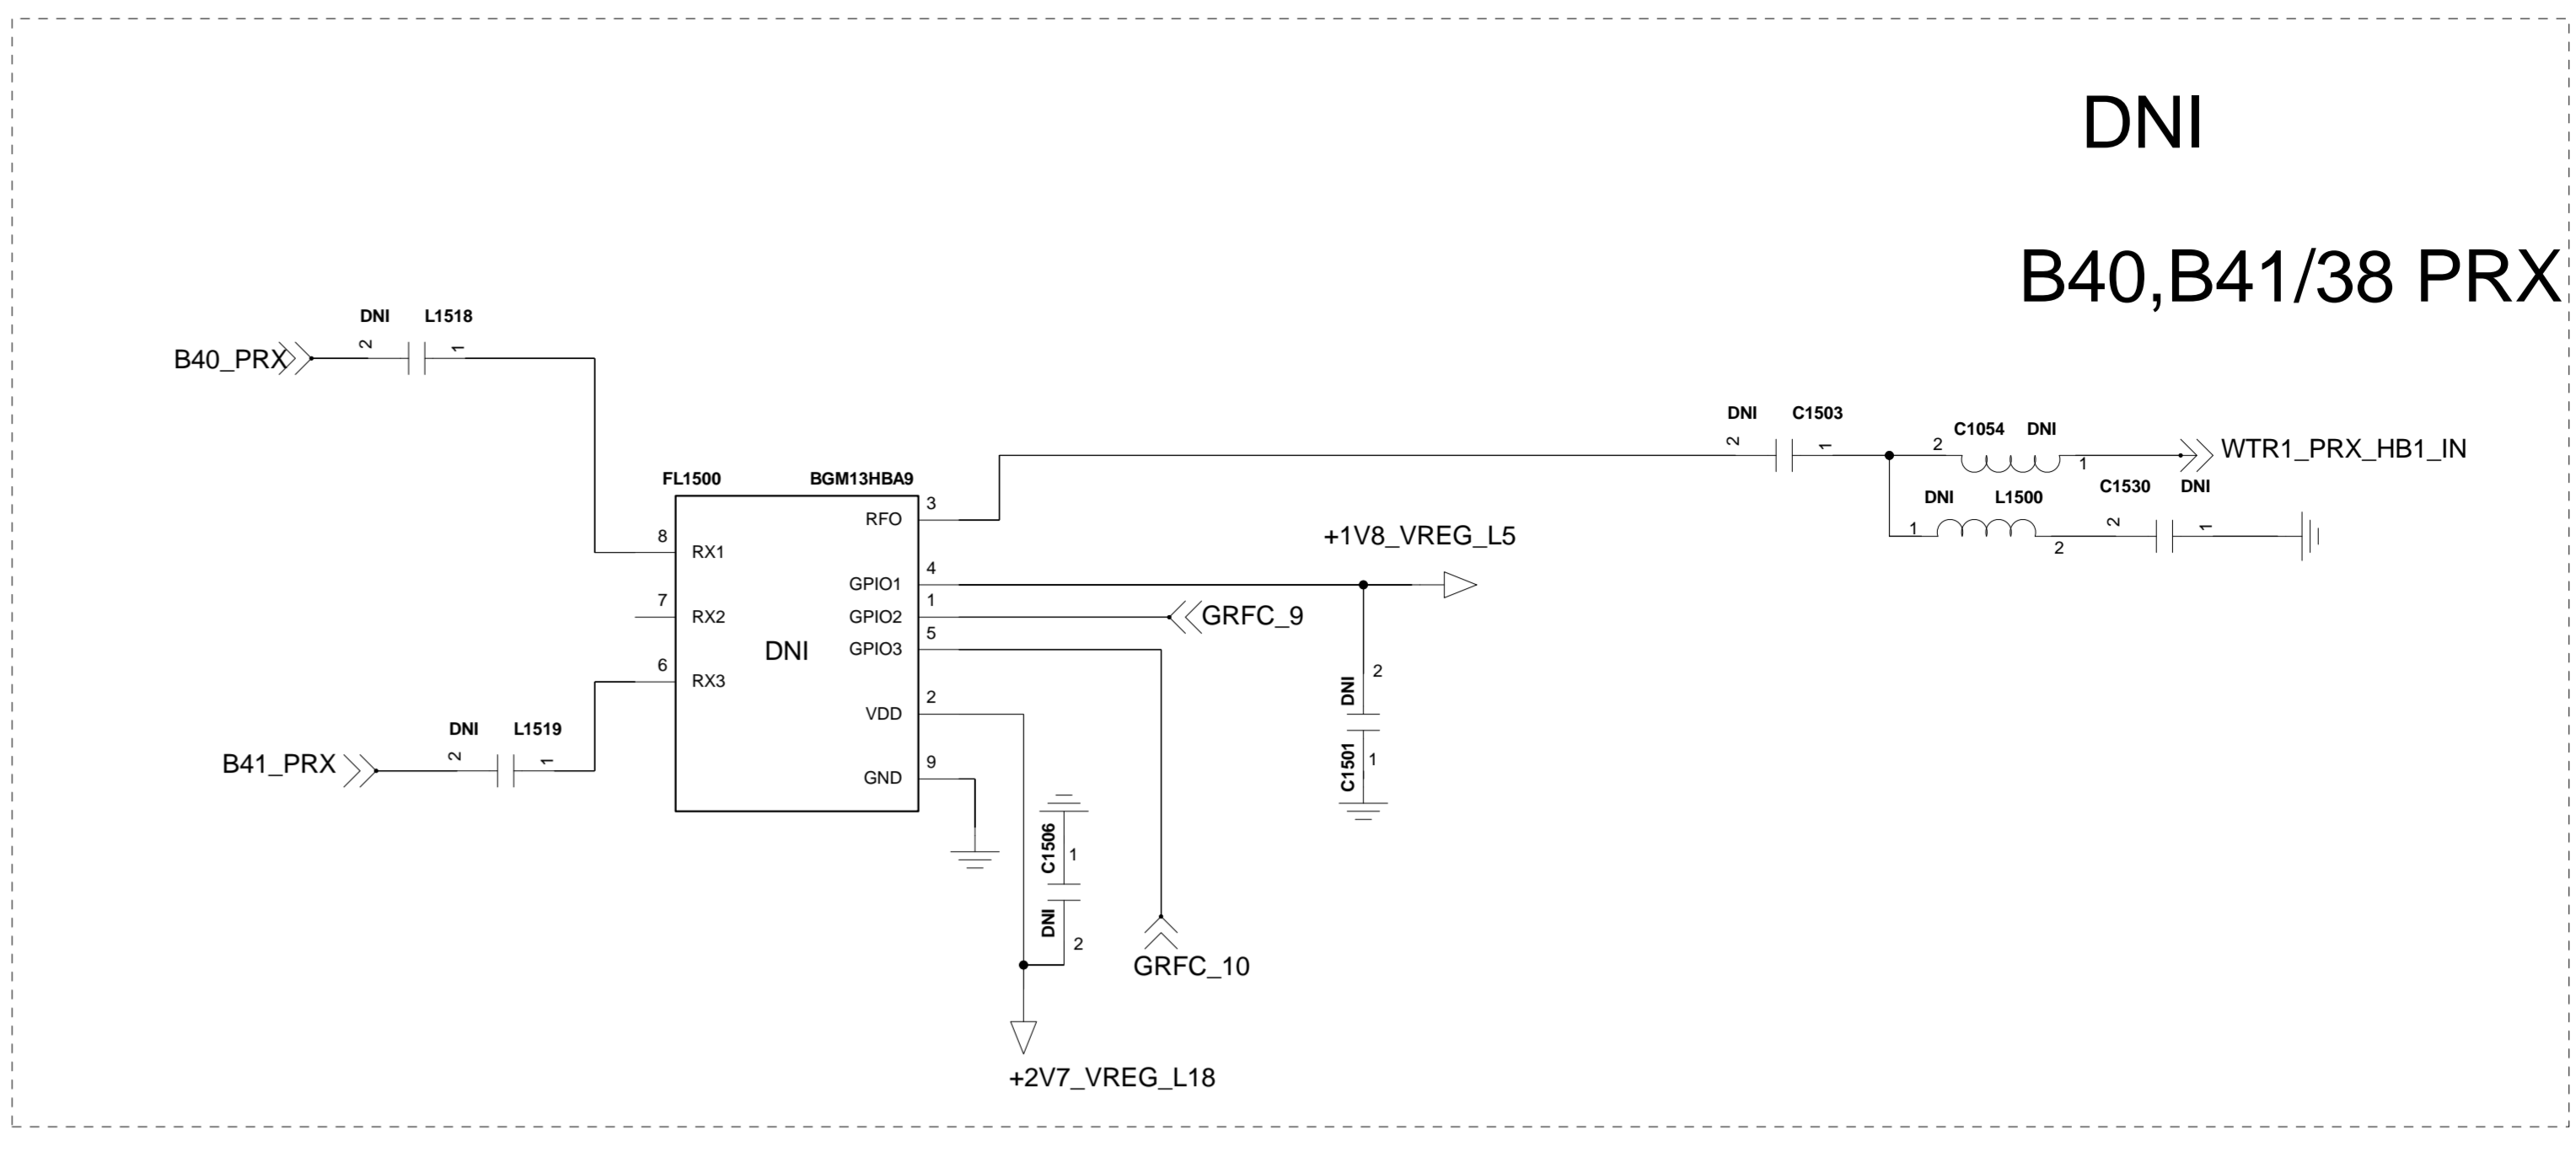 DNI
B40,B41/38 PRX
DNI L1518
B40_PRX
2 1
DNI C1503
2 1
C1054 DNI
2 1
WTR1_PRX_HB1_IN
DNI L1500
1 2
C1530 DNI
2 1
FL1500 BGM13HBA9
3
RFO
8
RX1
+1V8_VREG_L5
4
GPIO1
7
RX2
1
GPIO2
GRFC_9
5
GPIO3
DNI
6
RX3
2
VDD
DNI
2
C1501
1
DNI L1519
B41_PRX
2 1
9
GND
C1506
1
DNI
2
GRFC_10
+2V7_VREG_L18